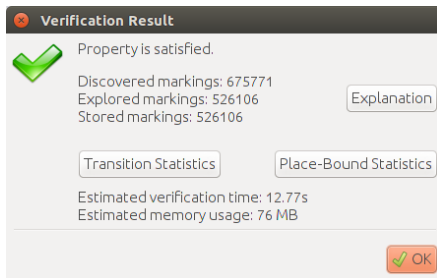 Verification Result
Property is satisfied.
Discovered markings: 675771
Explored markings: 526106
Stored markings: 526106
Explanation
Transition Statistics
Place-Bound Statistics
Estimated verification time: 12.77s
Estimated memory usage: 76 MB
OK